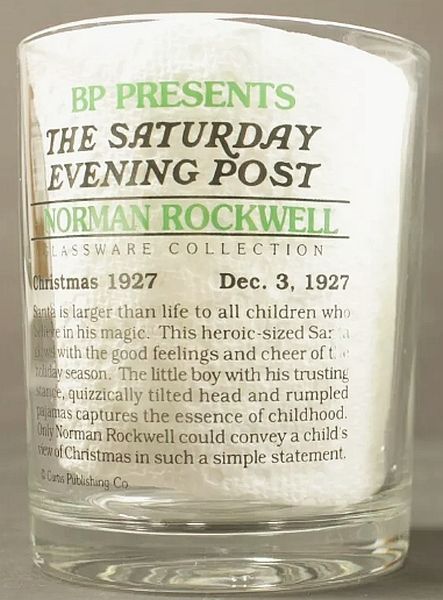 BP PRESENTS
THE SATURDAY
EVENING POST
NORMAN ROCKWELL
GLASSWARE COLLECTION
Christmas 1927 Dec. 3, 1927
Santa is larger than life to all children who
believe in his magic. This heroic-sized Santa
glows with the good feelings and cheer of the
holiday season. The little boy with his trusting
stance, quizzically tilted head and rumpled
pajamas captures the essence of childhood.
Only Norman Rockwell could convey a child's
view of Christmas in such a simple statement.
© Curtis Publishing Co.